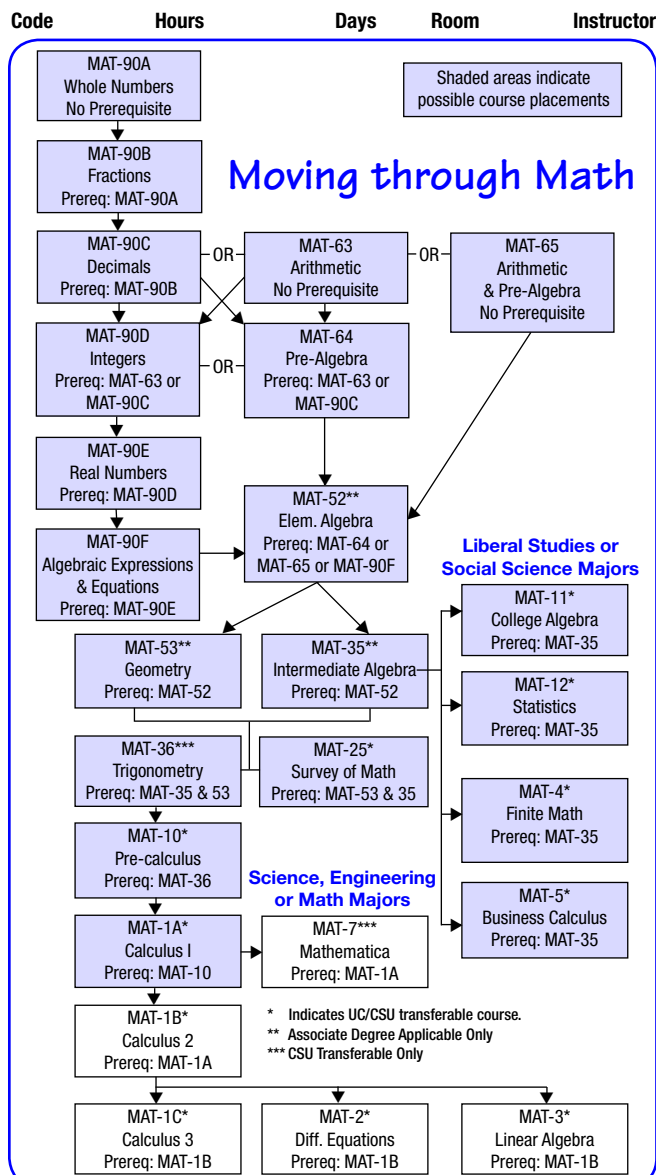 Code Hours Days Room Instructor
MAT-90A
Whole Numbers
No Prerequisite
Shaded areas indicate
possible course placements
Moving through Math
MAT-90B
Fractions
Prereq: MAT-90A
MAT-90C
Decimals
Prereq: MAT-90B
OR
MAT-63
Arithmetic
No Prerequisite
OR
MAT-65
Arithmetic
& Pre-Algebra
No Prerequisite
MAT-90D
Integers
Prereq: MAT-63 or
MAT-90C
OR
MAT-64
Pre-Algebra
Prereq: MAT-63 or
MAT-90C
MAT-90E
Real Numbers
Prereq: MAT-90D
MAT-52**
Elem. Algebra
Prereq: MAT-64 or
MAT-65 or MAT-90F
MAT-90F
Algebraic Expressions
& Equations
Prereq: MAT-90E
Liberal Studies or
Social Science Majors
MAT-11*
College Algebra
Prereq: MAT-35
MAT-53**
Geometry
Prereq: MAT-52
MAT-35**
Intermediate Algebra
Prereq: MAT-52
MAT-12*
Statistics
Prereq: MAT-35
MAT-36***
Trigonometry
Prereq: MAT-35 & 53
MAT-25*
Survey of Math
Prereq: MAT-53 & 35
MAT-4*
Finite Math
Prereq: MAT-35
MAT-10*
Pre-calculus
Prereq: MAT-36
Science, Engineering
or Math Majors
MAT-5*
Business Calculus
Prereq: MAT-35
MAT-1A*
Calculus I
Prereq: MAT-10
MAT-7***
Mathematica
Prereq: MAT-1A
MAT-1B*
Calculus 2
Prereq: MAT-1A
* Indicates UC/CSU transferable course.
** Associate Degree Applicable Only
*** CSU Transferable Only
MAT-1C*
Calculus 3
Prereq: MAT-1B
MAT-2*
Diff. Equations
Prereq: MAT-1B
MAT-3*
Linear Algebra
Prereq: MAT-1B